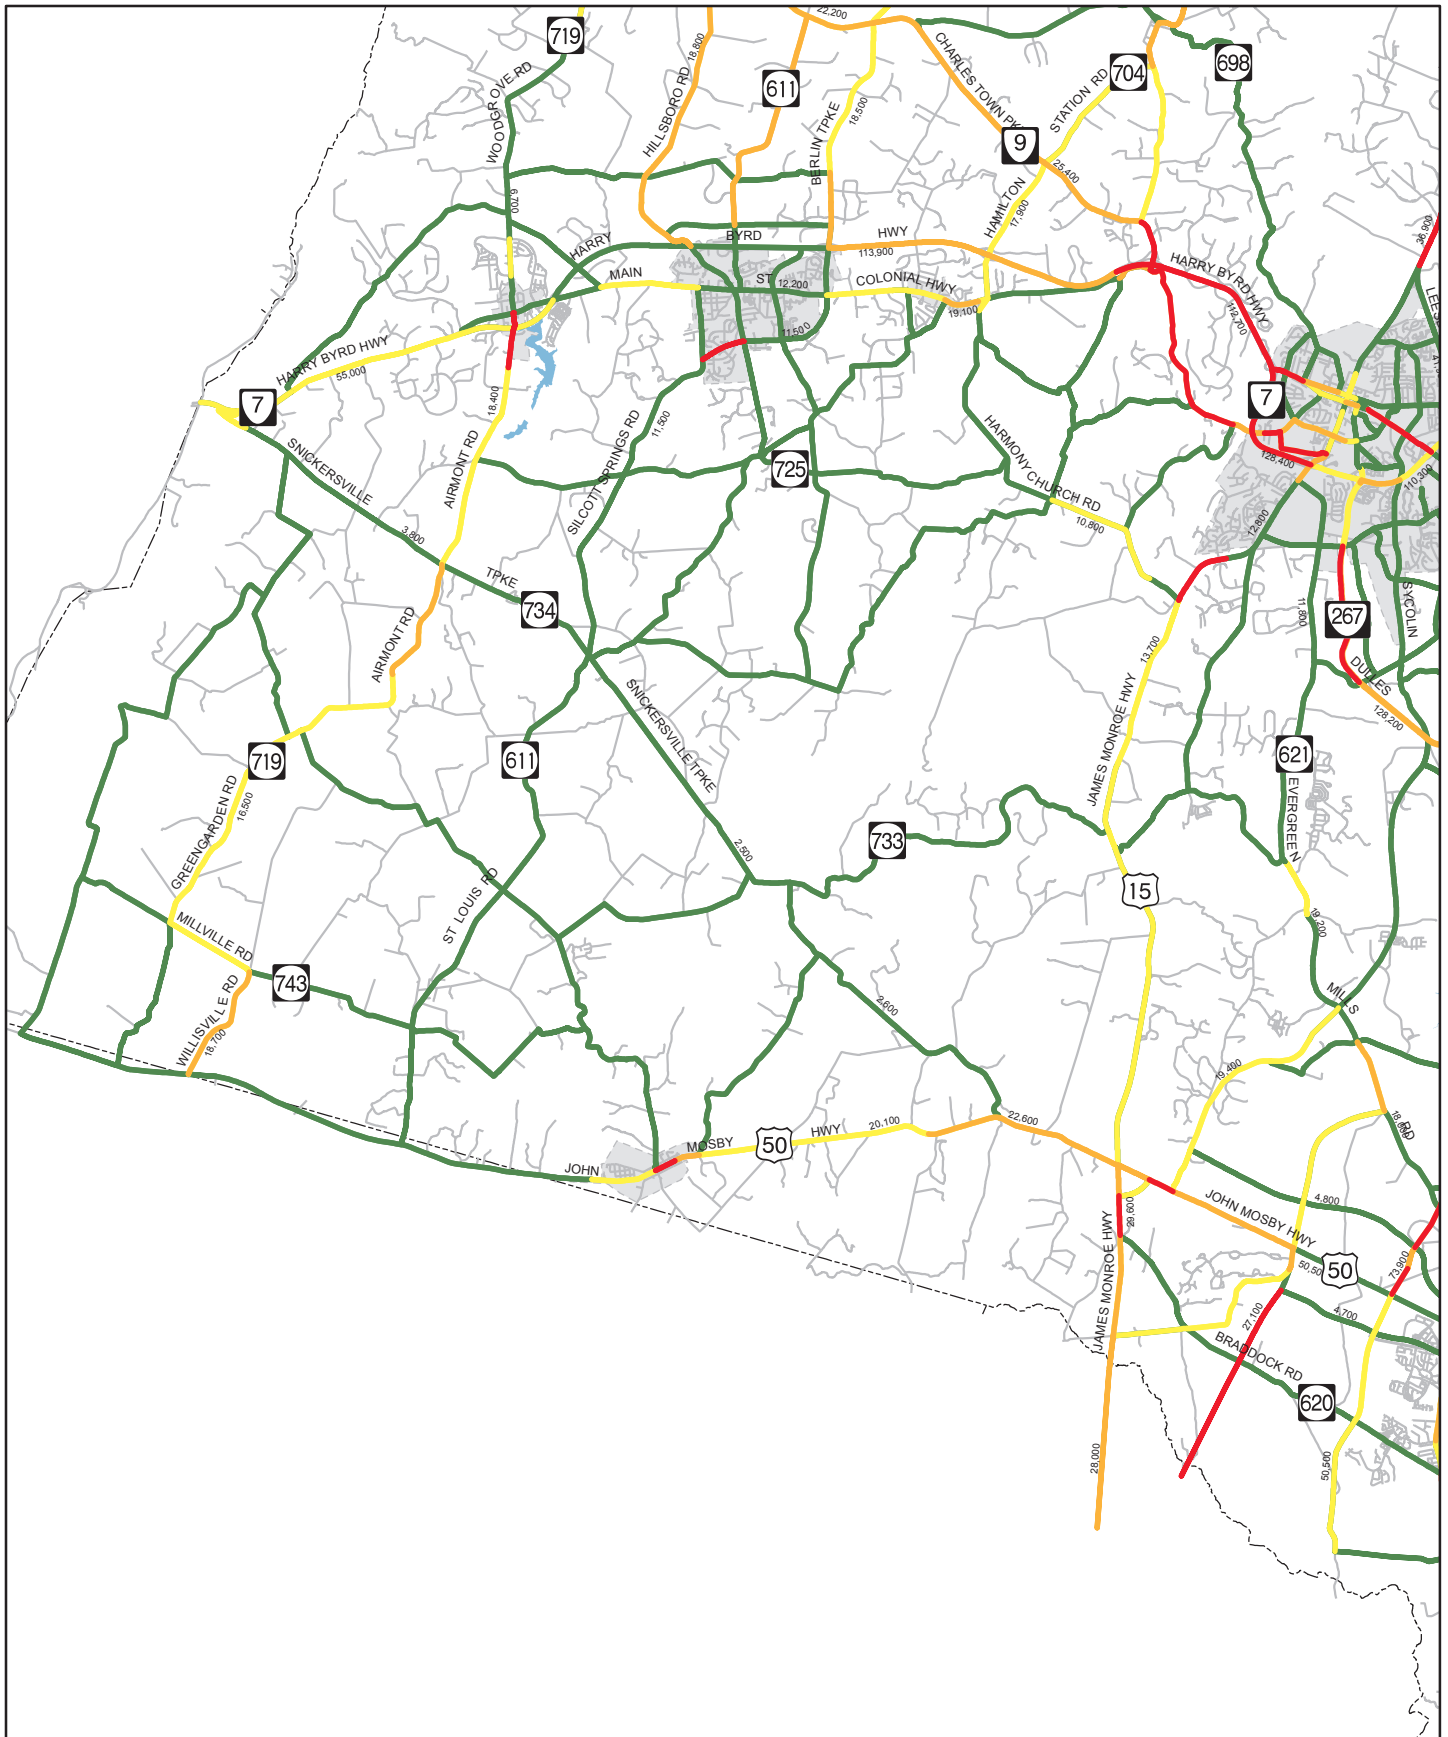 22,200
719
18,800
CHARLES TOWN PK
698
704
611
WOODGROVE RD
HILLSBORO RD
BERLIN TPKE
18,500
STATION RD
9
25,400
6,700
HAMILTON
17,900
36,900
HARRY
BYRD
HWY
113,900
HARRY BYRD HWY
112,700
MAIN
ST
12,200
COLONIAL HWY
19,100
11,500
HARRY BYRD HWY
55,000
7
7
18,400
SILCOTT SPRINGS RD
11,500
SNICKERSVILLE
3,800
TPKE
AIRMONT RD
725
HARMONY CHURCH RD
10,800
128,400
110,300
12,800
734
AIRMONT RD
11,800
267
SYCOLIN
DULLES
128,200
13,700
JAMES MONROE HWY
SNICKERSVILLE TPKE
719
611
621
EVERGREEN
GREENGARDEN RD
16,500
2,500
733
15
ST LOUIS RD
MILLVILLE RD
743
WILLISVILLE RD
18,700
19,200
MILLS
2,600
19,400
RD
JOHN
MOSBY
50
HWY
20,100
22,600
4,800
JOHN MOSBY HWY
29,600
JAMES MONROE HWY
50
73,900
27,100
4,700
BRADDOCK RD
620
28,000
50,500